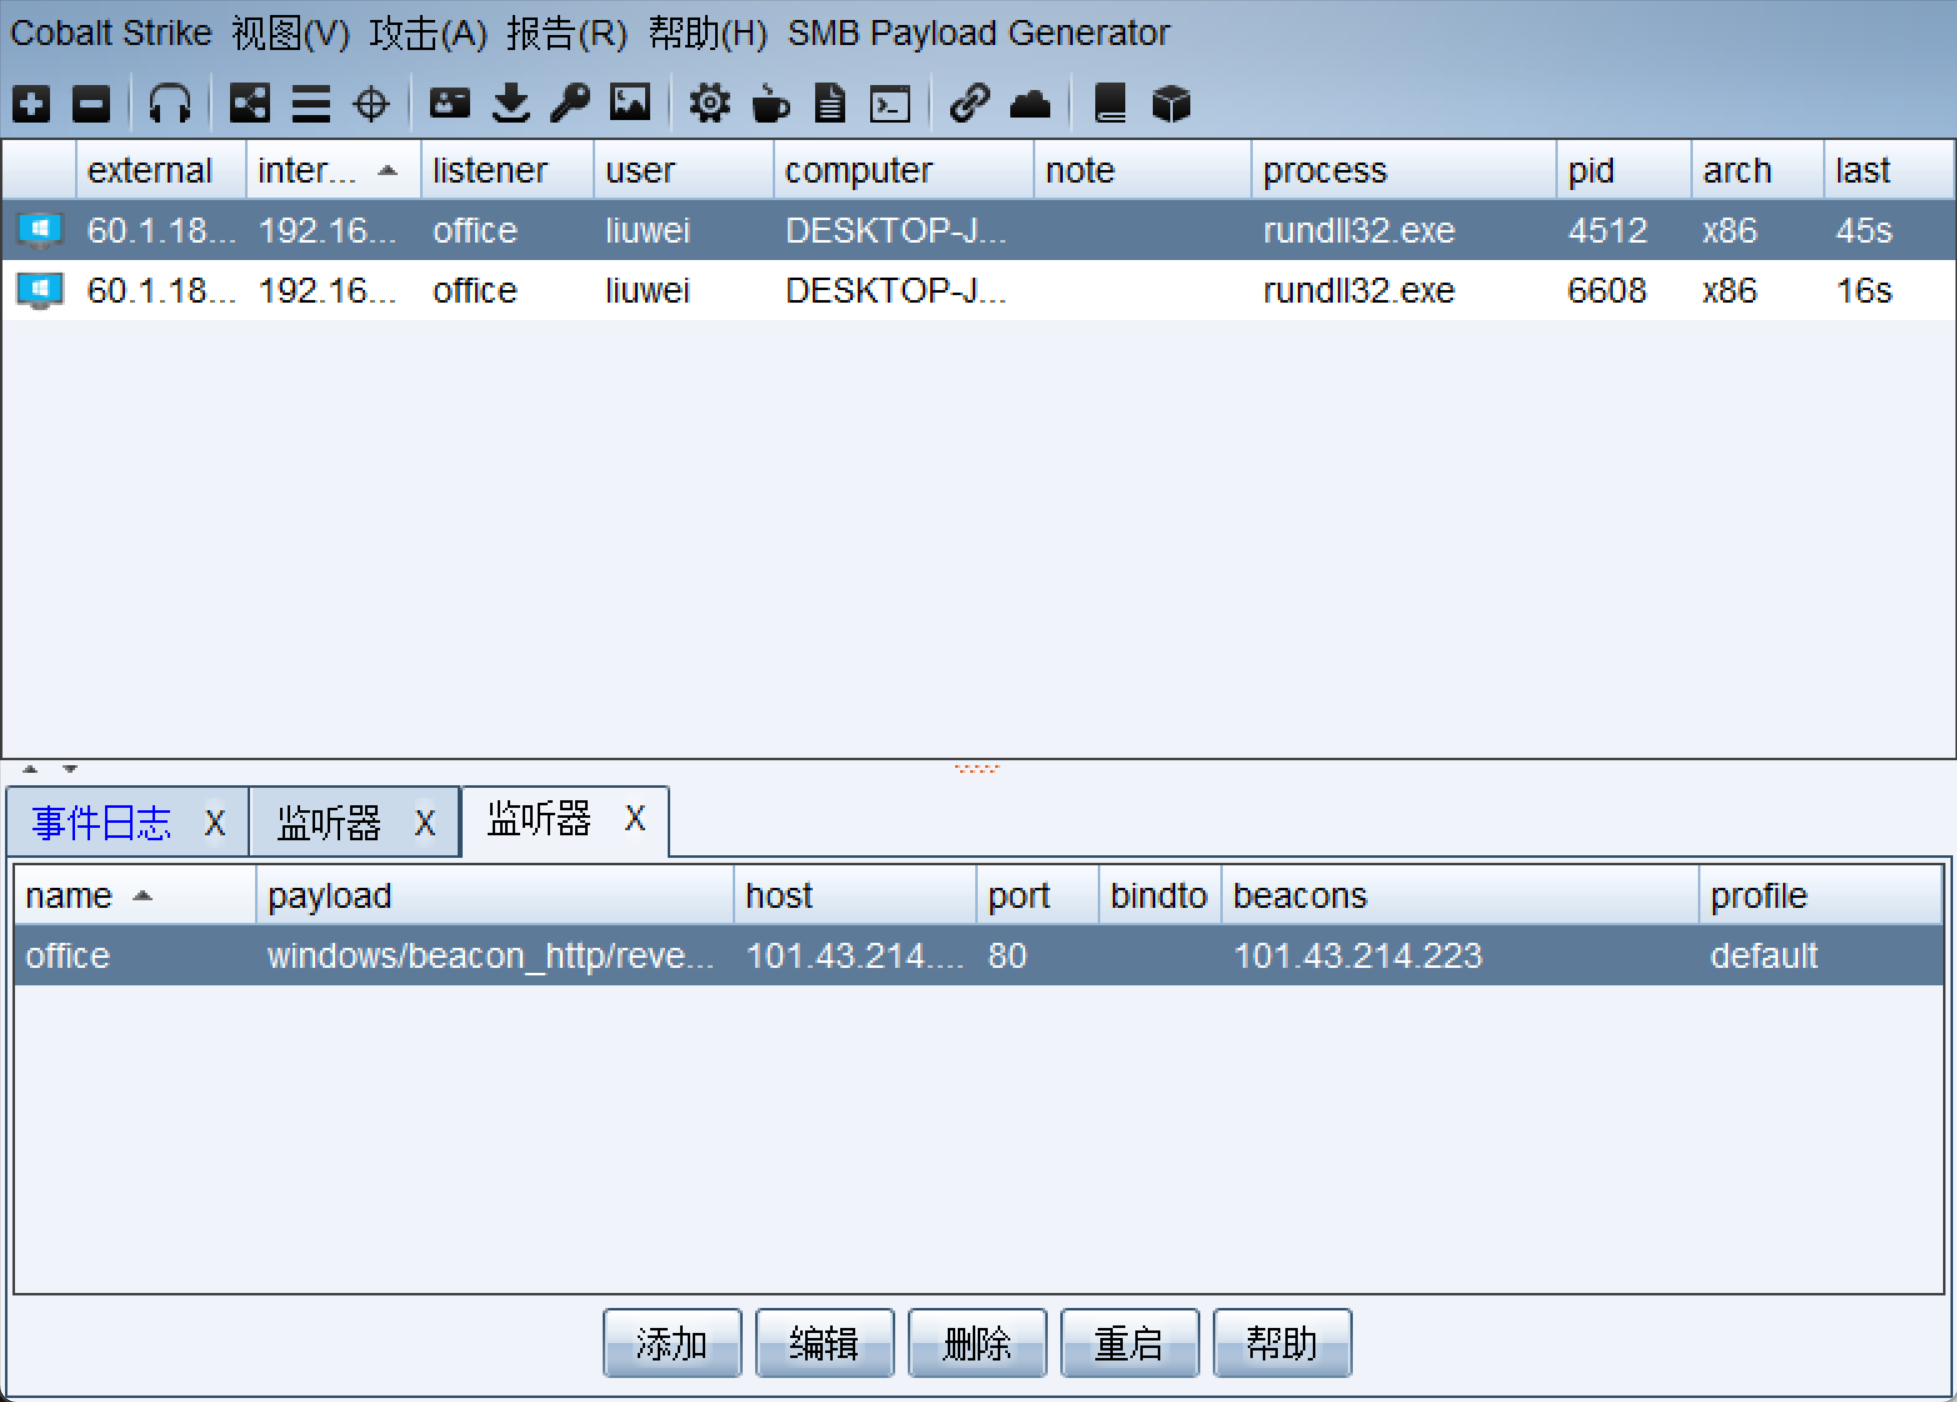 Cobalt Strike 视图(V) 攻击(A) 报告(R) 帮助(H) SMB Payload Generator
external inter... listener user computer note process pid arch last
60.1.18... 192.16... office liuwei DESKTOP-J... rundll32.exe 4512 x86 45s
60.1.18... 192.16... office liuwei DESKTOP-J... rundll32.exe 6608 x86 16s
事件日志 X 监听器 X 监听器 X
name payload host port bindto beacons profile
office windows/beacon_http/reve... 101.43.214.... 80 101.43.214.223 default
添加 编辑 删除 重启 帮助